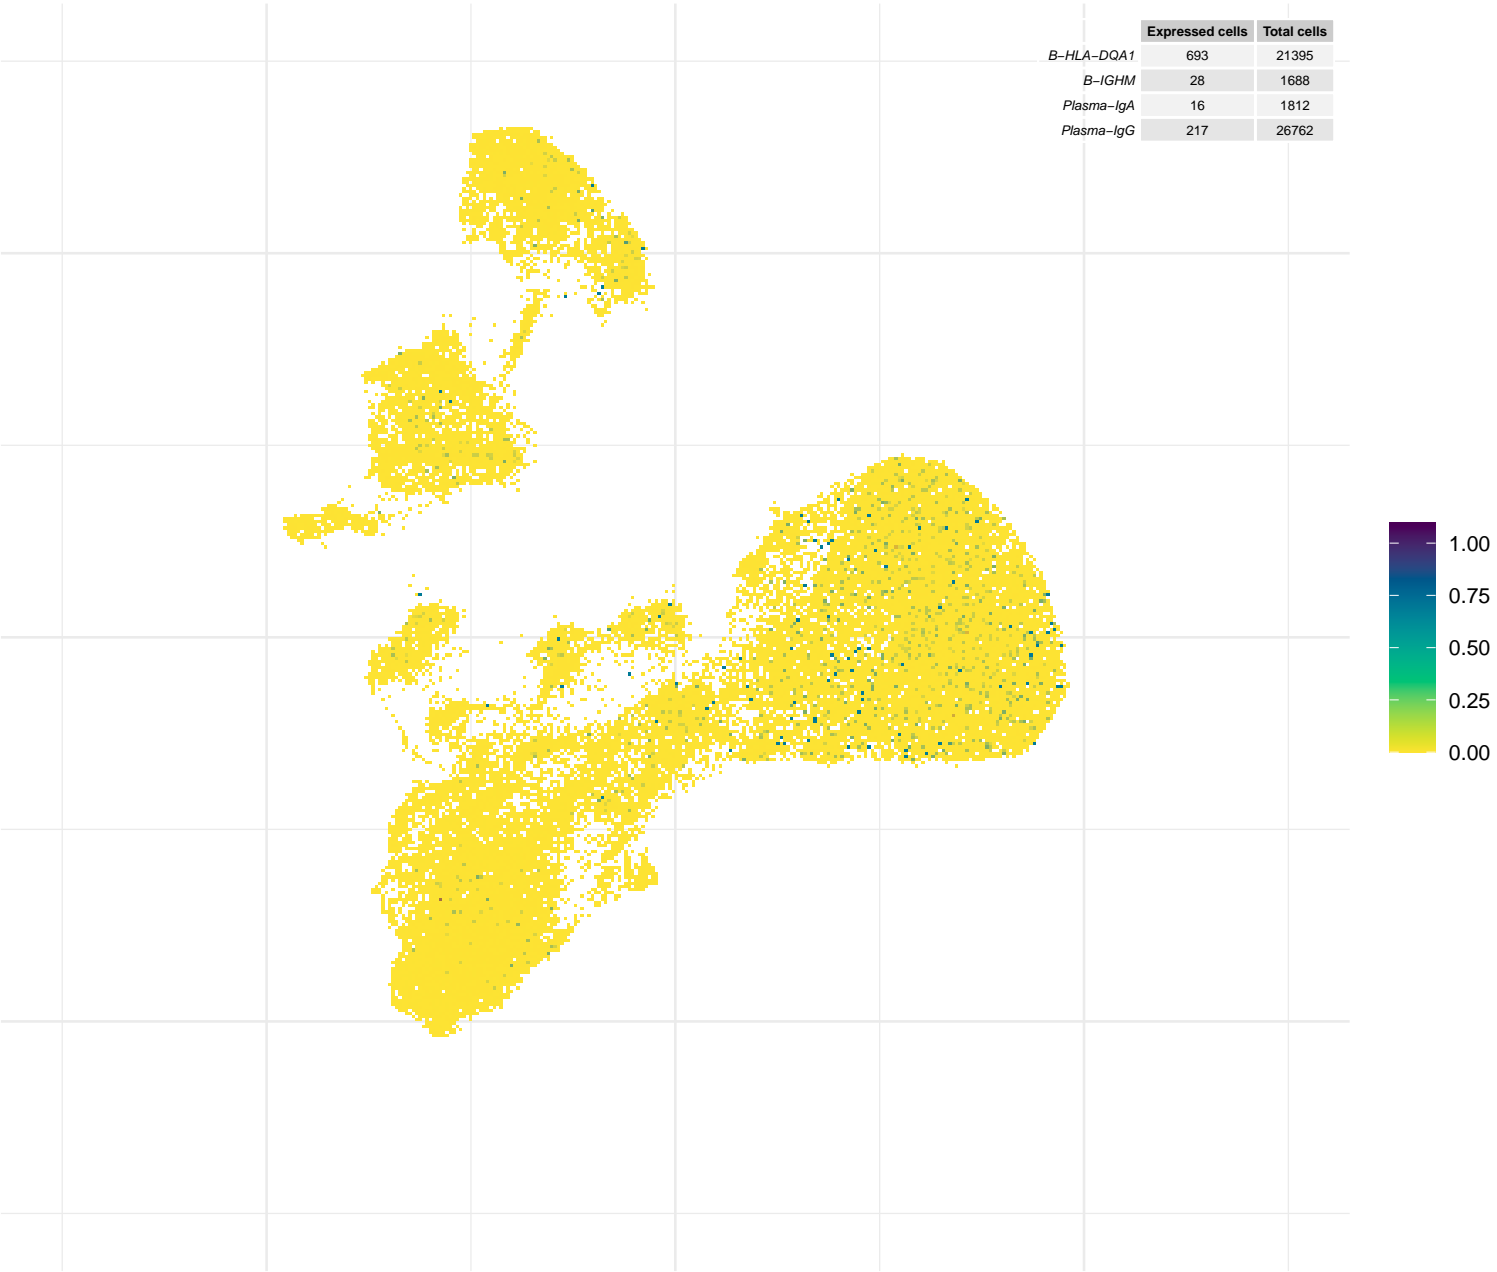 Expressed cells Total cells
B−HLA−DQA1 693 21395
B−IGHM 28 1688
Plasma−IgA 16 1812
Plasma−IgG 217 26762
1.00
0.75
0.50
0.25
0.00